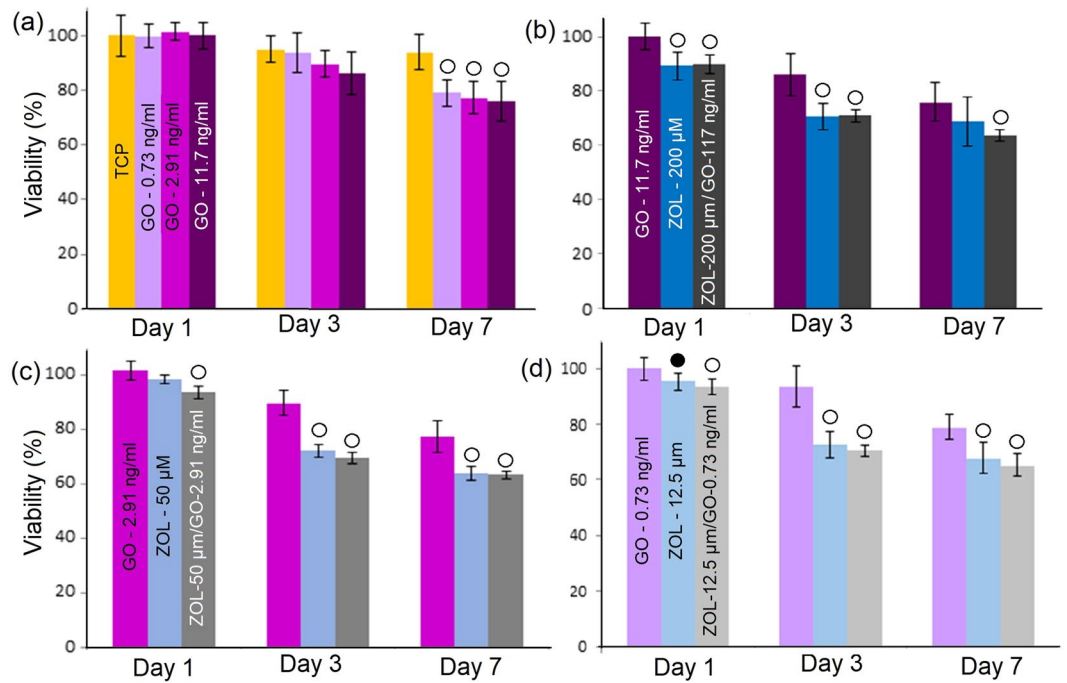 (a)
Viability (%)
100
80
60
40
20
0
TCP
GO - 0.73 ng/ml
GO - 2.91 ng/ml
GO - 11.7 ng/ml
Day 1
Day 3
Day 7
(b)
100
80
60
40
20
0
GO - 11.7 ng/ml
ZOL - 200 µM
ZOL-200 µm/GO-117 ng/ml
Day 1
Day 3
Day 7
(c)
Viability (%)
100
80
60
40
20
0
GO - 2.91 ng/ml
ZOL - 50 µM
ZOL-50 µm/GO-2.91 ng/ml
Day 1
Day 3
Day 7
(d)
100
80
60
40
20
0
GO - 0.73 ng/ml
ZOL - 12.5 µm
ZOL-12.5 µm/GO-0.73 ng/ml
Day 1
Day 3
Day 7